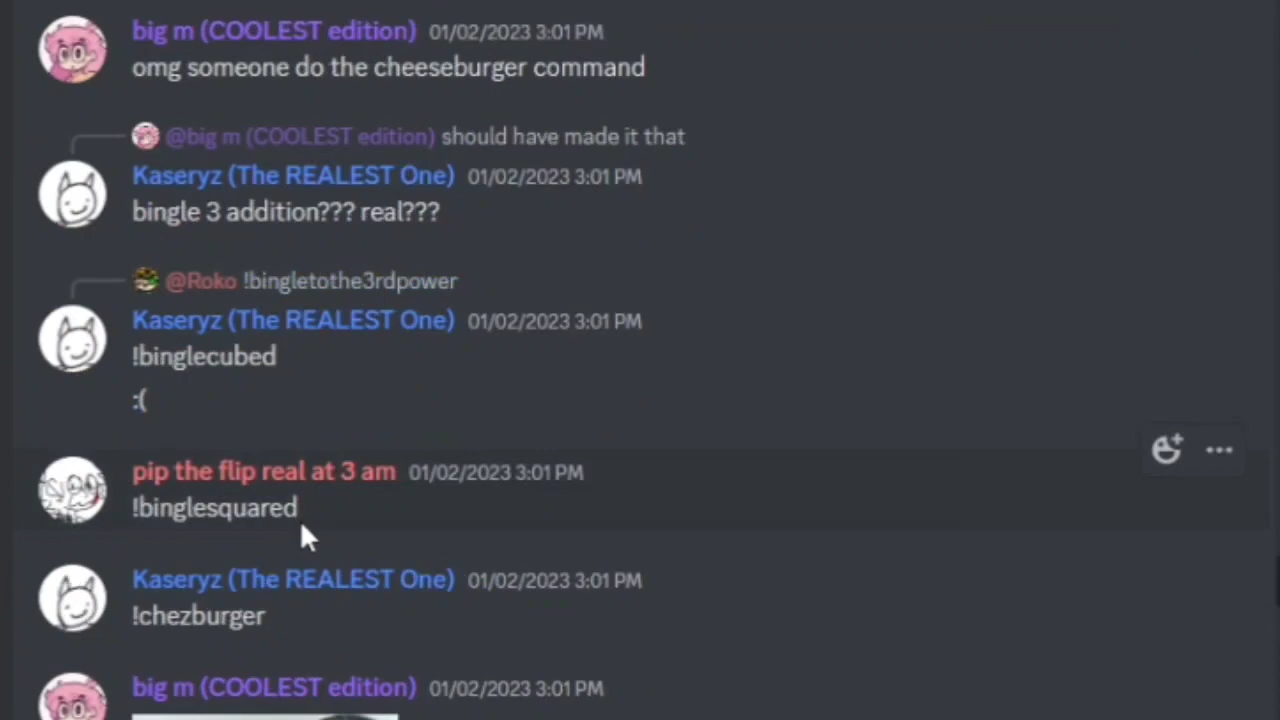 big m (COOLEST edition) 01/02/2023 3:01 PM
omg someone do the cheeseburger command
@big m (COOLEST edition) should have made it that
Kaseryz (The REALEST One) 01/02/2023 3:01 PM
bingle 3 addition??? real???
@Roko !bingletothe3rdpower
Kaseryz (The REALEST One) 01/02/2023 3:01 PM
!binglecubed
:(
pip the flip real at 3 am 01/02/2023 3:01 PM
!binglesquared
Kaseryz (The REALEST One) 01/02/2023 3:01 PM
!chezburger
big m (COOLEST edition) 01/02/2023 3:01 PM